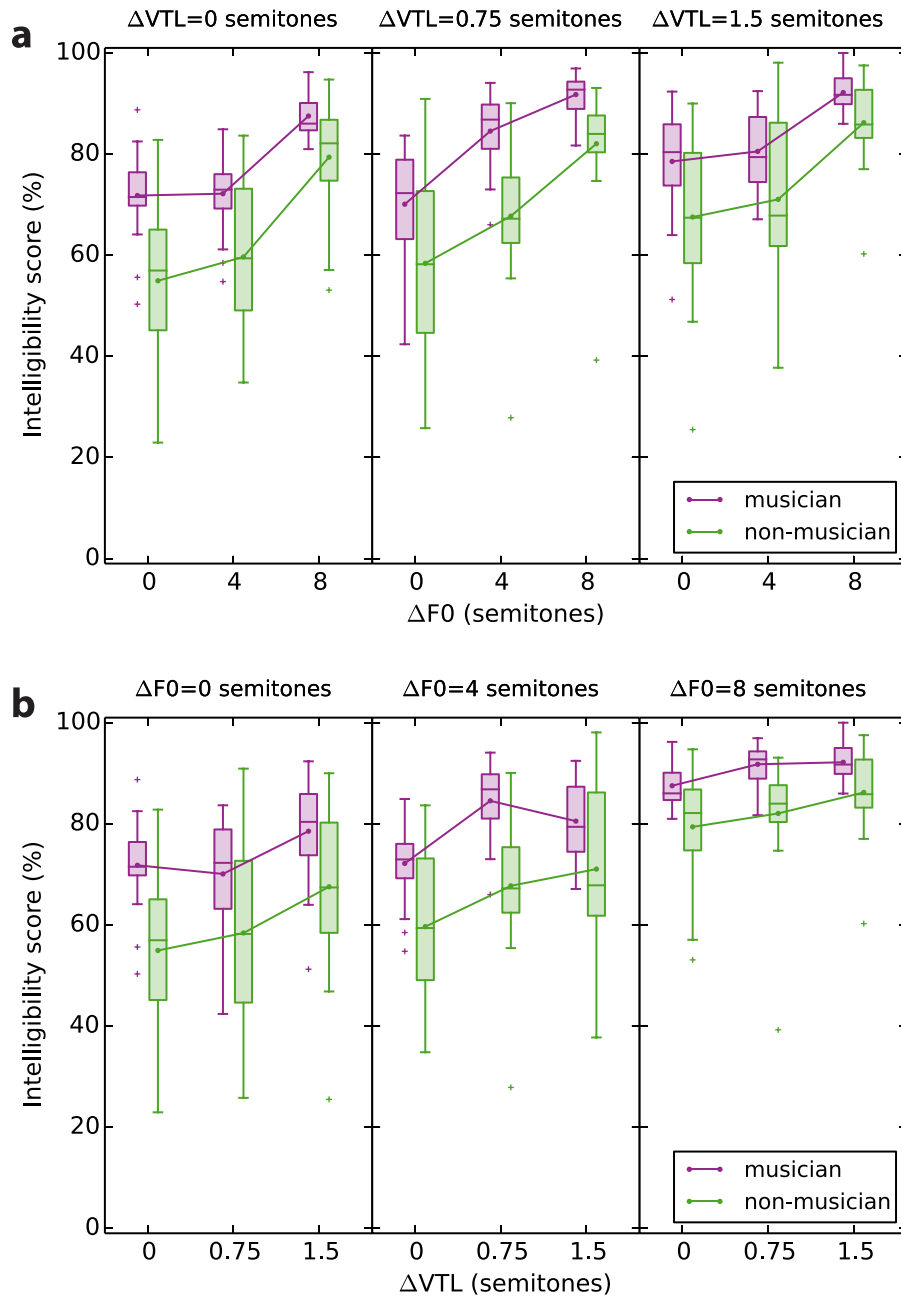 a
ΔVTL=0 semitones ΔVTL=0.75 semitones ΔVTL=1.5 semitones
Intelligibility score (%)
100
80
60
40
20
0
musician
non-musician
0 4 8 0 4 8 0 4 8
ΔF0 (semitones)
b
ΔF0=0 semitones ΔF0=4 semitones ΔF0=8 semitones
Intelligibility score (%)
100
80
60
40
20
0
musician
non-musician
0 0.75 1.5 0 0.75 1.5 0 0.75 1.5
ΔVTL (semitones)